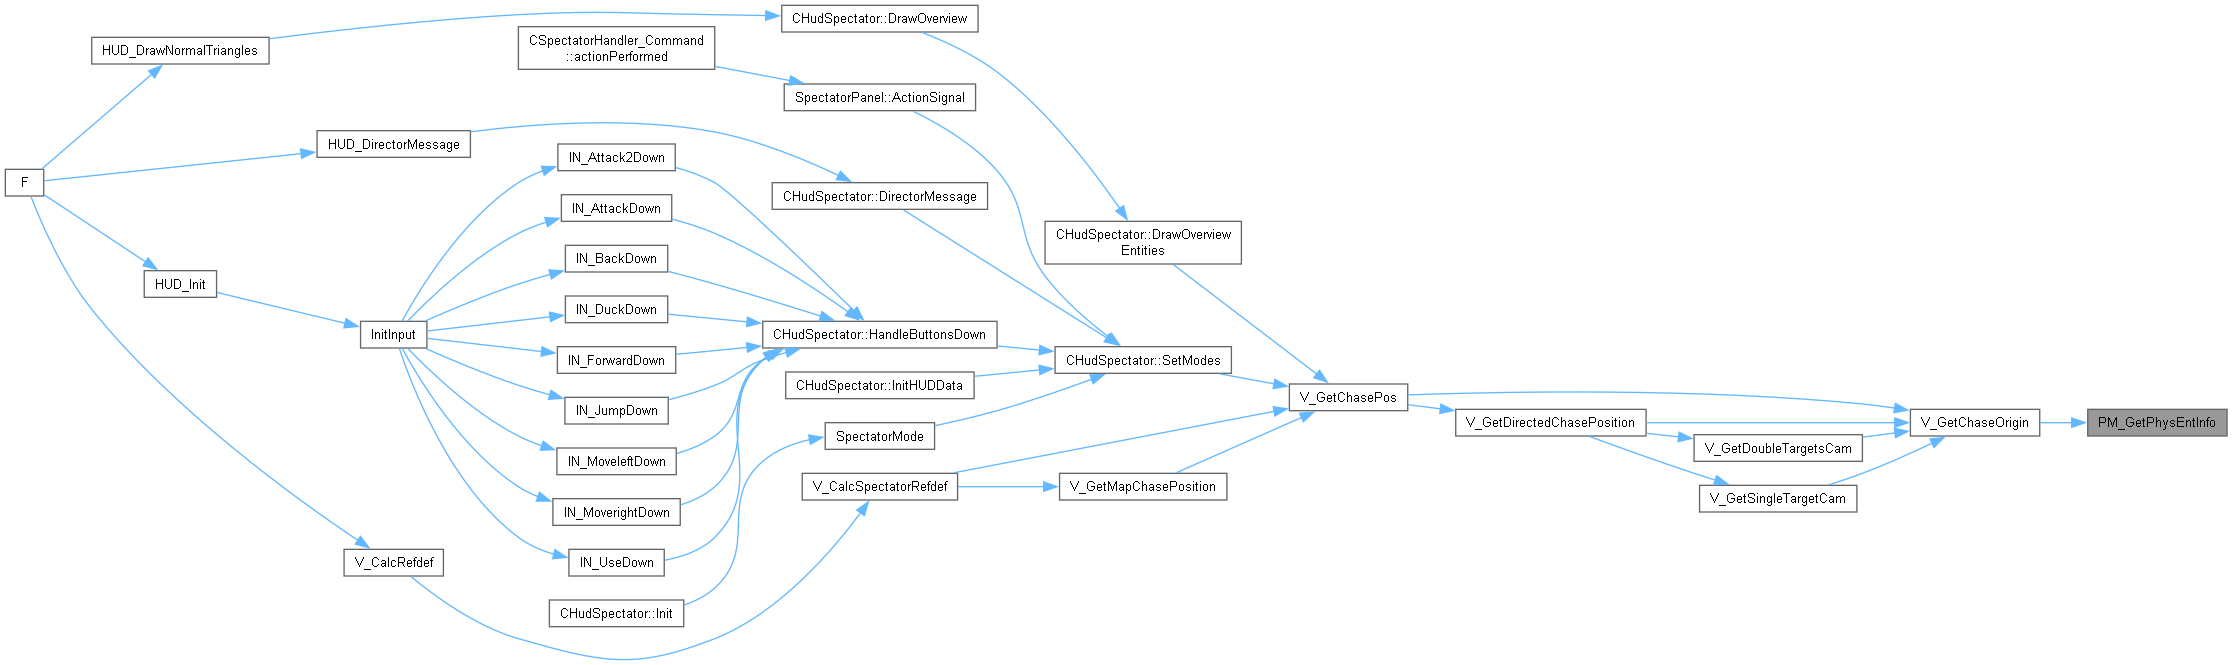 CHudSpectator::DrawOverview
CSpectatorHandler_Command
::actionPerformed
HUD_DrawNormalTriangles
SpectatorPanel::ActionSignal
HUD_DirectorMessage
IN_Attack2Down
F
CHudSpectator::DirectorMessage
IN_AttackDown
CHudSpectator::DrawOverview
Entities
IN_BackDown
HUD_Init
IN_DuckDown
InitInput
CHudSpectator::HandleButtonsDown
IN_ForwardDown
CHudSpectator::SetModes
CHudSpectator::InitHUDData
V_GetChasePos
IN_JumpDown
V_GetDirectedChasePosition
V_GetChaseOrigin
PM_GetPhysEntInfo
SpectatorMode
V_GetDoubleTargetsCam
IN_MoveleftDown
V_CalcSpectatorRefdef
V_GetMapChasePosition
V_GetSingleTargetCam
IN_MoverightDown
V_CalcRefdef
IN_UseDown
CHudSpectator::Init